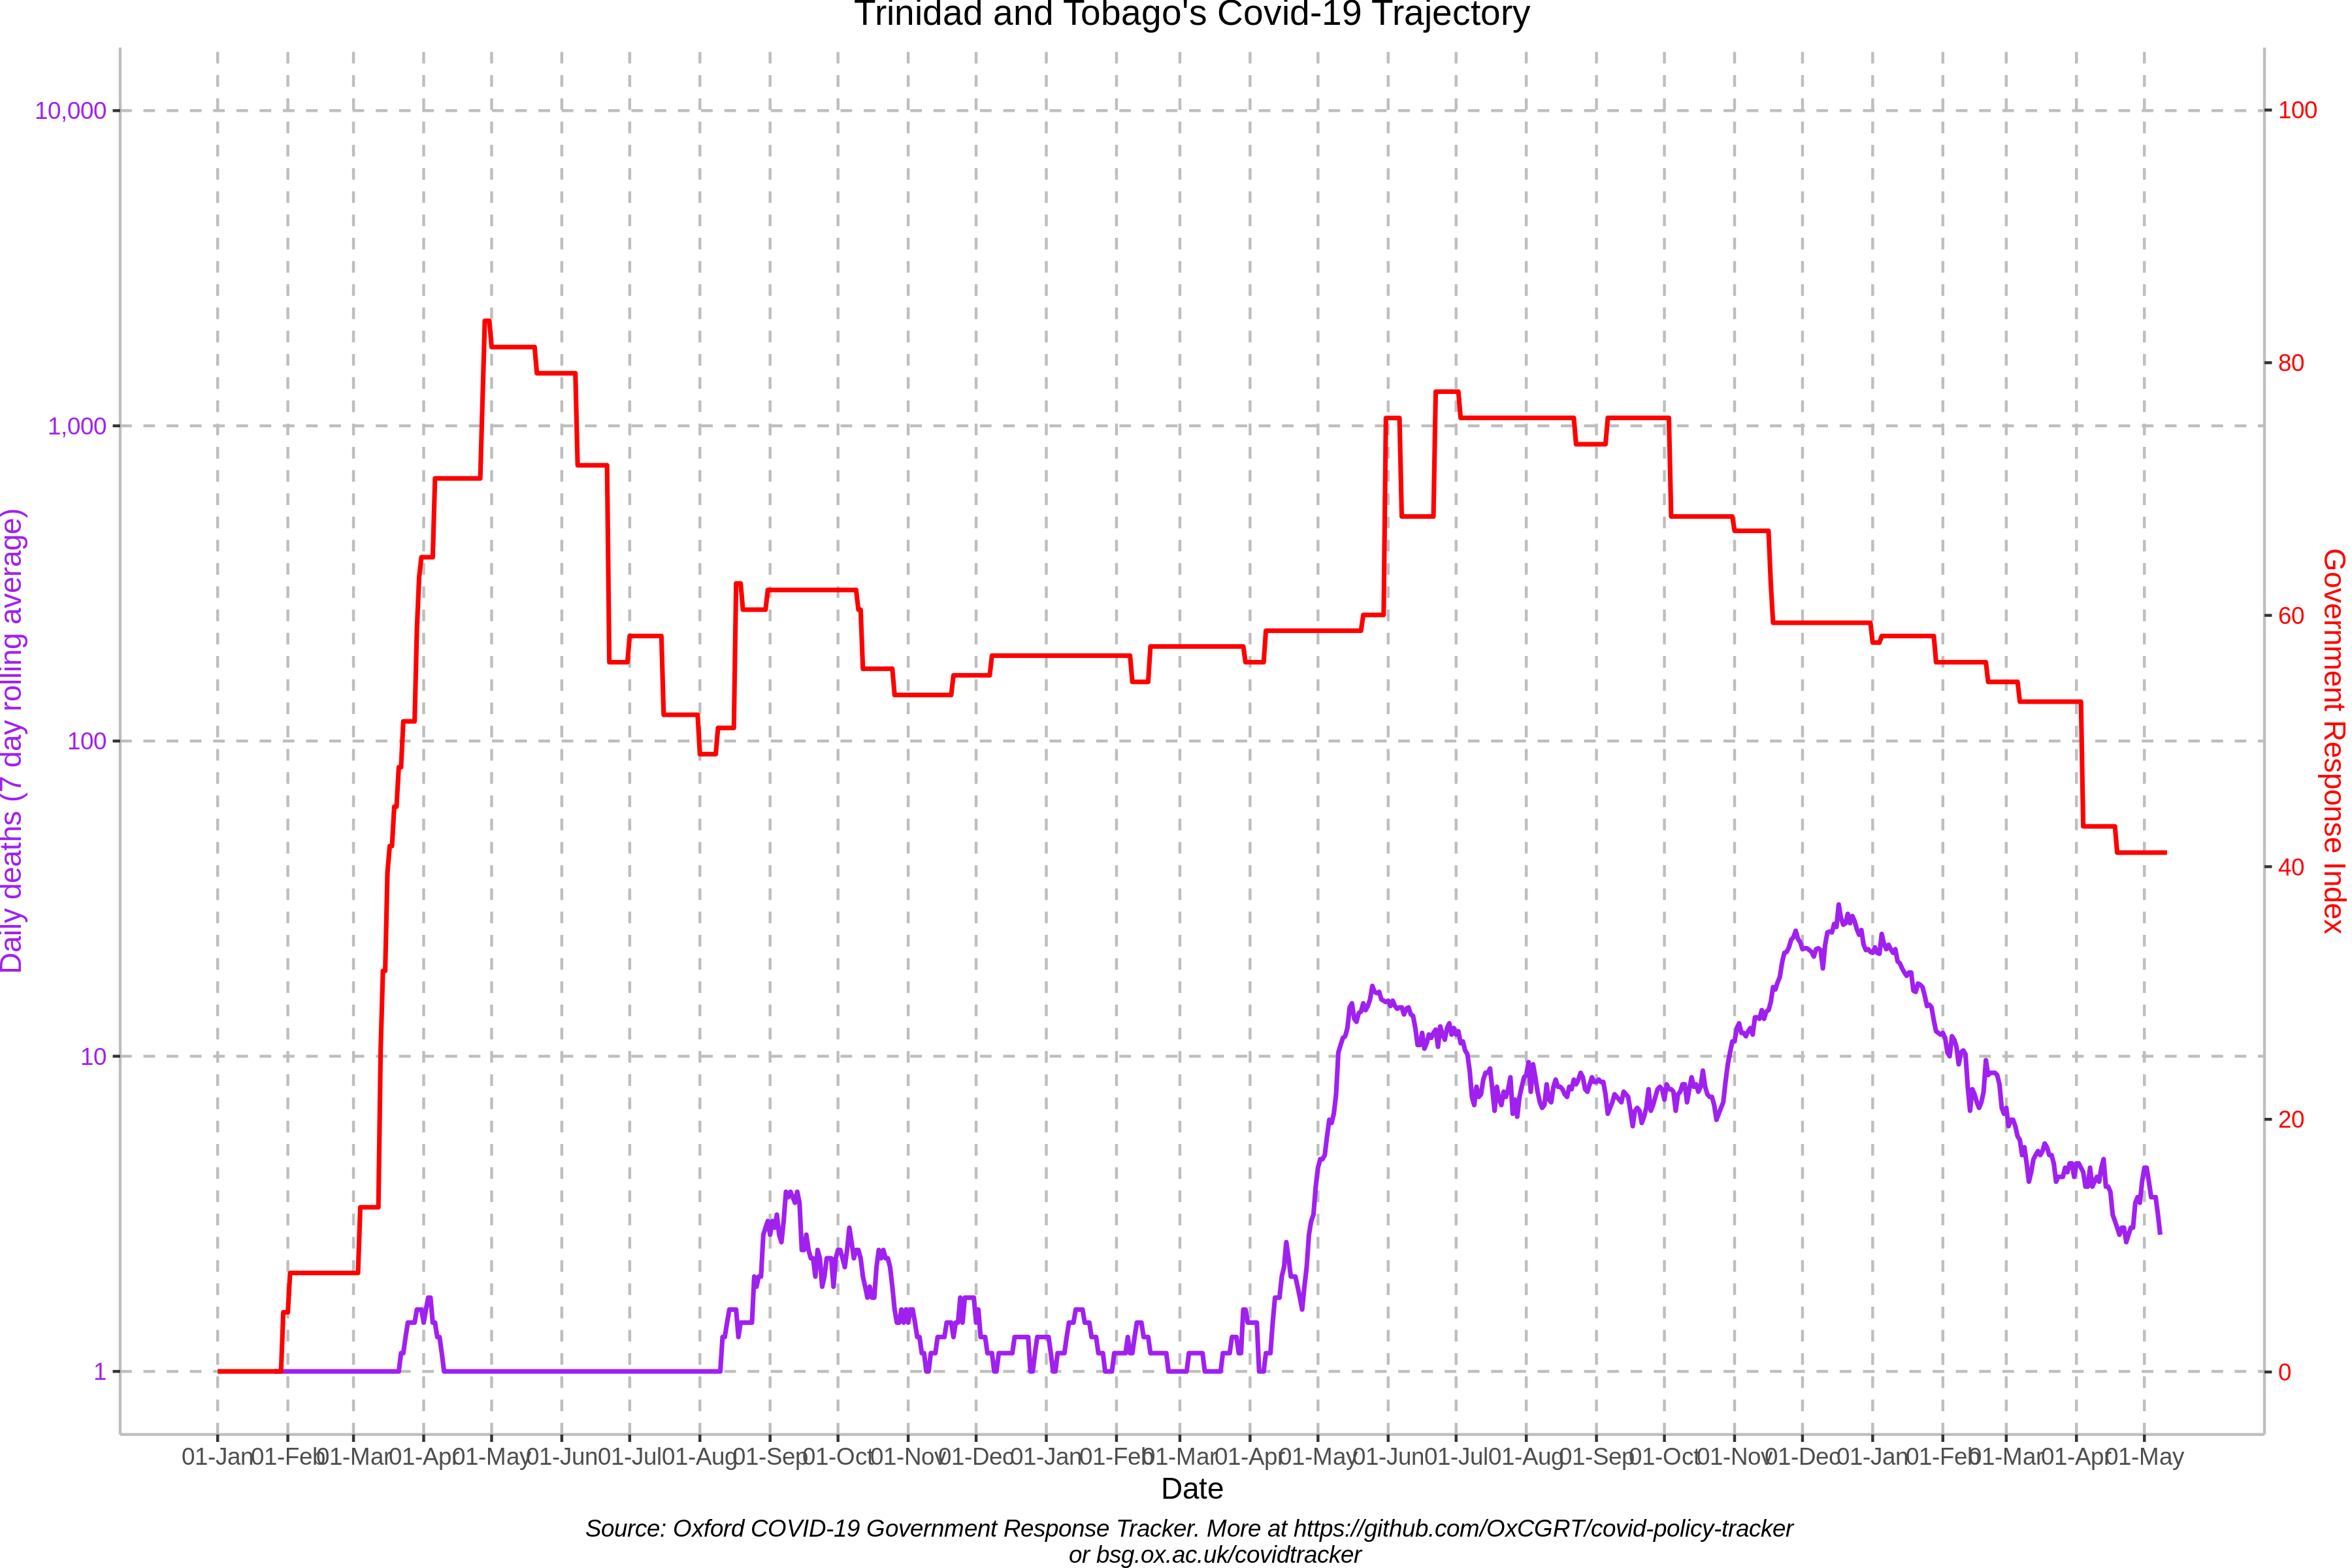 Trinidad and Tobago's Covid-19 Trajectory
10,000
1,000
100
10
1
Daily deaths (7 day rolling average)
100
80
60
40
20
0
Government Response Index
01-Jan 01-Feb 01-Mar 01-Apr 01-May 01-Jun 01-Jul 01-Aug 01-Sep 01-Oct 01-Nov 01-Dec 01-Jan 01-Feb 01-Mar 01-Apr 01-May 01-Jun 01-Jul 01-Aug 01-Sep 01-Oct 01-Nov 01-Dec 01-Jan 01-Feb 01-Mar 01-Apr 01-May
Date
Source: Oxford COVID-19 Government Response Tracker. More at https://github.com/OxCGRT/covid-policy-tracker
or bsg.ox.ac.uk/covidtracker